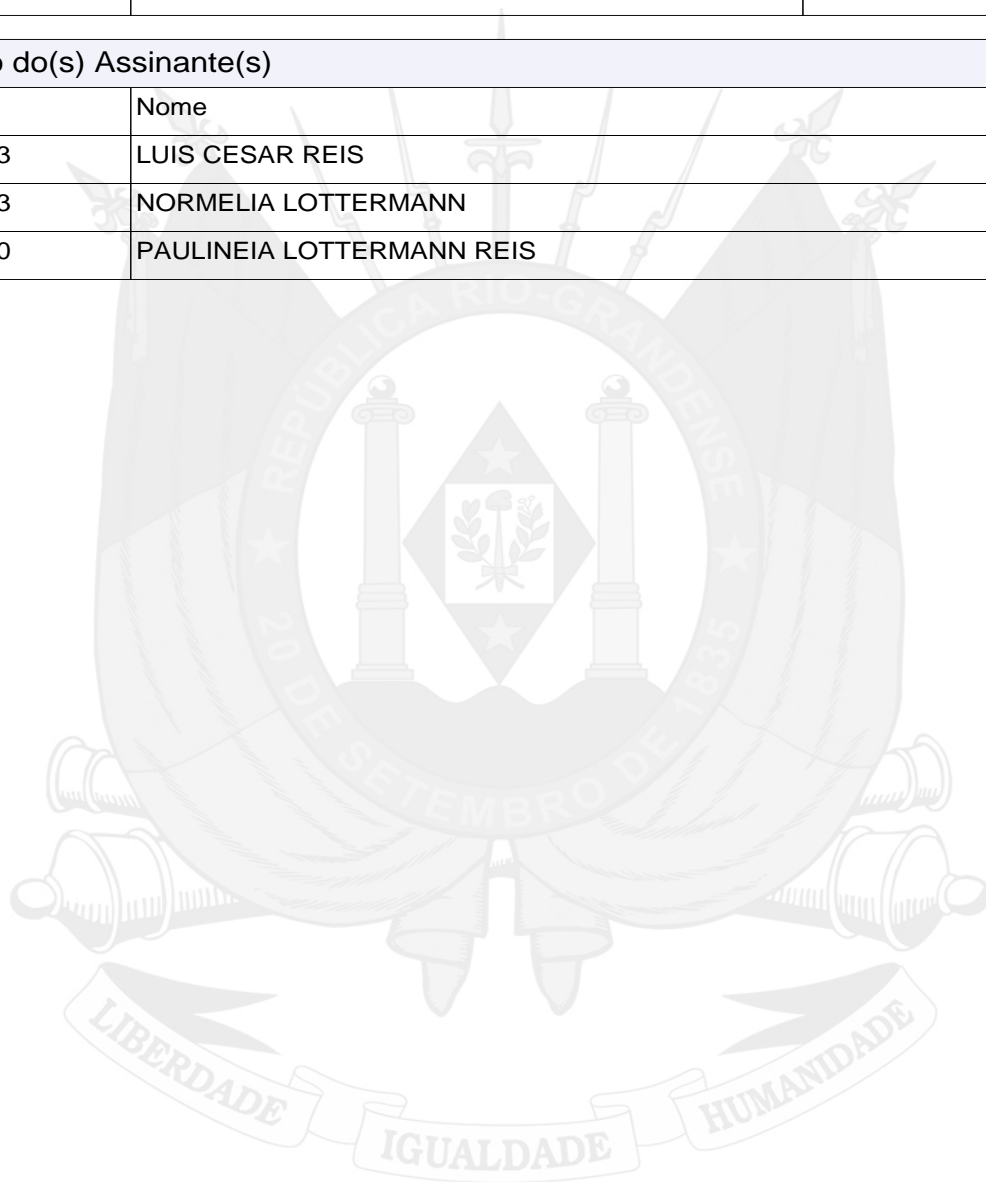 o do(s) Assinante(s)
Nome
3 LUIS CESAR REIS
3 NORMELIA LOTTERMANN
0 PAULINEIA LOTTERMANN REIS
REPÚBLICA RIO-GRANDENSE
20 DE SETEMBRO DE 1835
LIBERDADE IGUALDADE HUMANIDADE